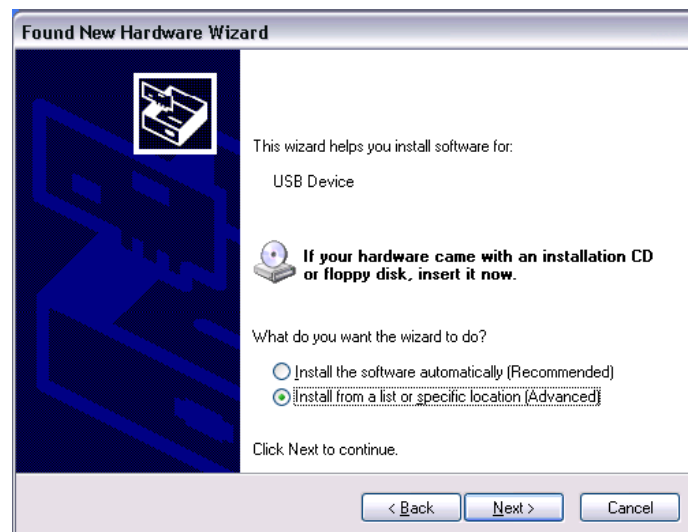 Found New Hardware Wizard
This wizard helps you install software for:
USB Device
If your hardware came with an installation CD
or floppy disk, insert it now.
What do you want the wizard to do?
Install the software automatically (Recommended)
Install from a list or specific location (Advanced)
Click Next to continue.
< Back Next > Cancel